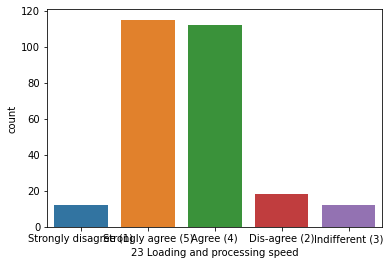 120
100
80
60
40
20
0
count
Strongly disagree (1) Strongly agree (5) Agree (4) Dis-agree (2) Indifferent (3)
23 Loading and processing speed